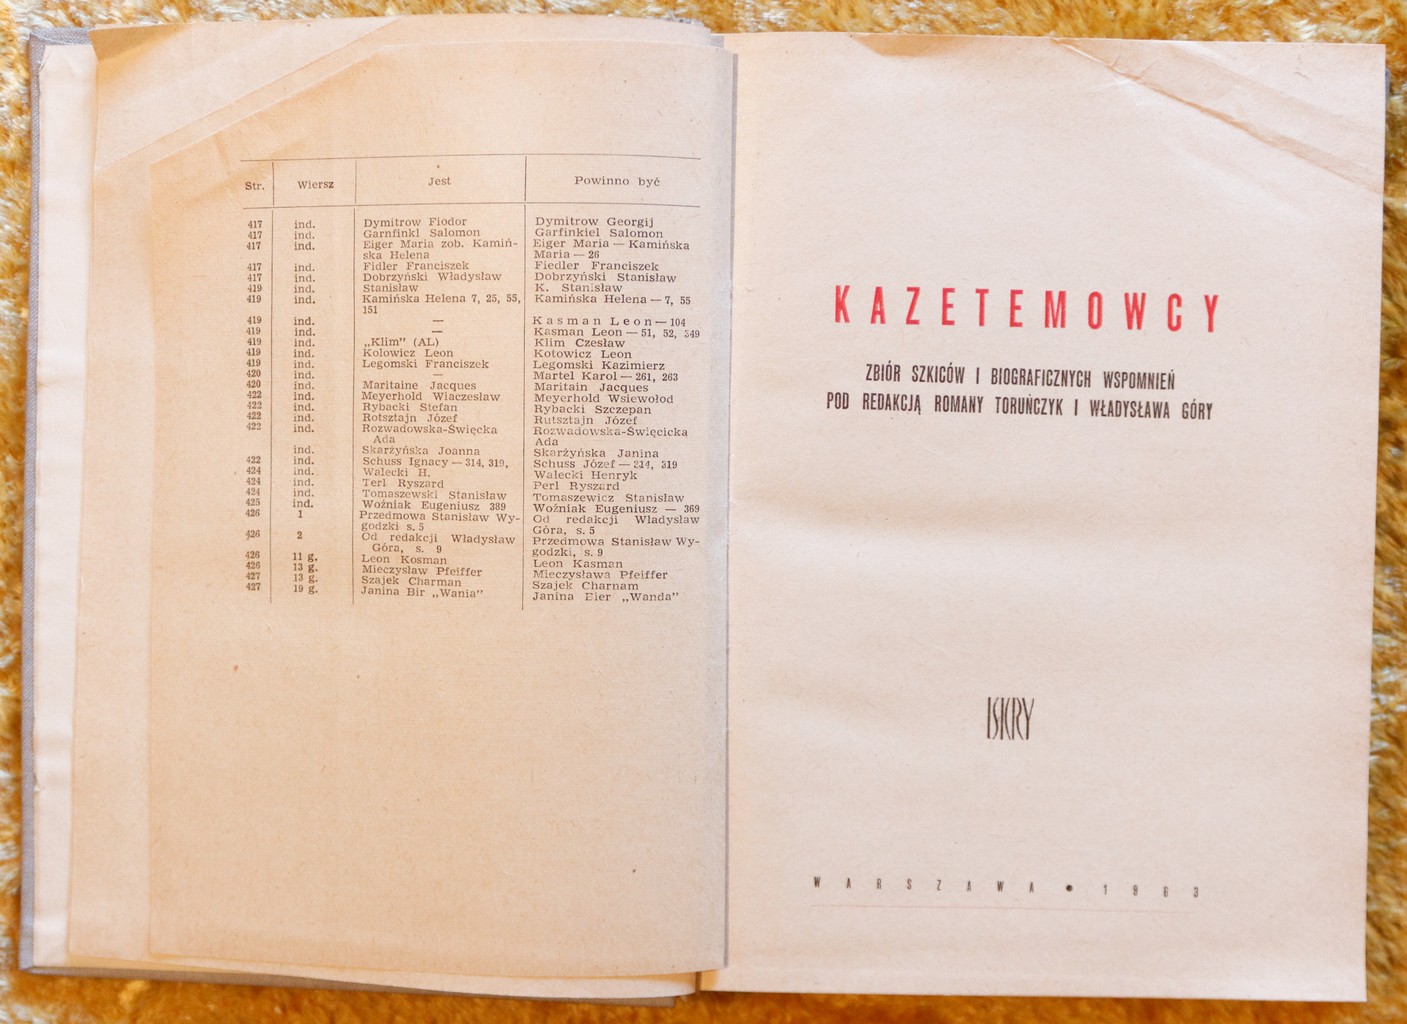 Str. Wiersz Jest Powinno być
417 ind. Dymitrow Fiodor Dymitrow Georgij
417 ind. Garnfinkl Salomon Garfinkiel Salomon
417 ind. Eiger Maria zob. Kamiń- Eiger Maria — Kamińska
ska Helena Maria — 26
417 ind. Fidler Franciszek Fiedler Franciszek
417 ind. Dobrzyński Władysław Dobrzyński Stanisław
419 ind. Stanisław K. Stanisław
419 ind. Kamińska Helena 7, 25, 55, Kamińska Helena — 7, 55
151
419 ind. — Kasman Leon — 104
419 ind. — Kasman Leon — 51, 52, 349
419 ind. „Klim” (AL) Klim Czesław
419 ind. Kolowicz Leon Kotowicz Leon
419 ind. Legomski Franciszek Legomski Kazimierz
420 ind. — Martel Karol — 261, 263
420 ind. Maritaine Jacques Maritain Jacques
422 ind. Meyerhold Wiaczesław Meyerhold Wsiewołod
422 ind. Rybacki Stefan Rybacki Szczepan
422 ind. Rotsztajn Józef Rutsztajn Józef
422 ind. Rozwadowska-Święcka Rozwadowska-Święcicka
Ada Ada
ind. Skarżyńska Joanna Skarżyńska Janina
422 ind. Schuss Ignacy — 314, 319, Schuss Józef — 314, 319
424 ind. Walecki H. Walecki Henryk
424 ind. Terl Ryszard Perl Ryszard
424 ind. Tomaszewski Stanisław Tomaszewicz Stanisław
425 ind. Woźniak Eugeniusz 389 Woźniak Eugeniusz — 369
426 1 Przedmowa Stanisław Wy- Od redakcji Władysław
godzki s. 5 Góra, s. 5
426 2 Od redakcji Władysław Przedmowa Stanisław Wy-
Góra, s. 9 godzki, s. 9
426 11 g. Leon Kosman Leon Kasman
426 13 g. Mieczysław Pfeiffer Mieczysława Pfeiffer
427 13 g. Szajek Charman Szajek Charnam
427 19 g. Janina Bir „Wania” Janina Bier „Wanda”
KAZETEMOWCY
ZBIÓR SZKICÓW I BIOGRAFICZNYCH WSPOMNIEŃ
POD REDAKCJĄ ROMANY TORUŃCZYK I WŁADYSŁAWA GÓRY
ISKRY
WARSZAWA • 1963